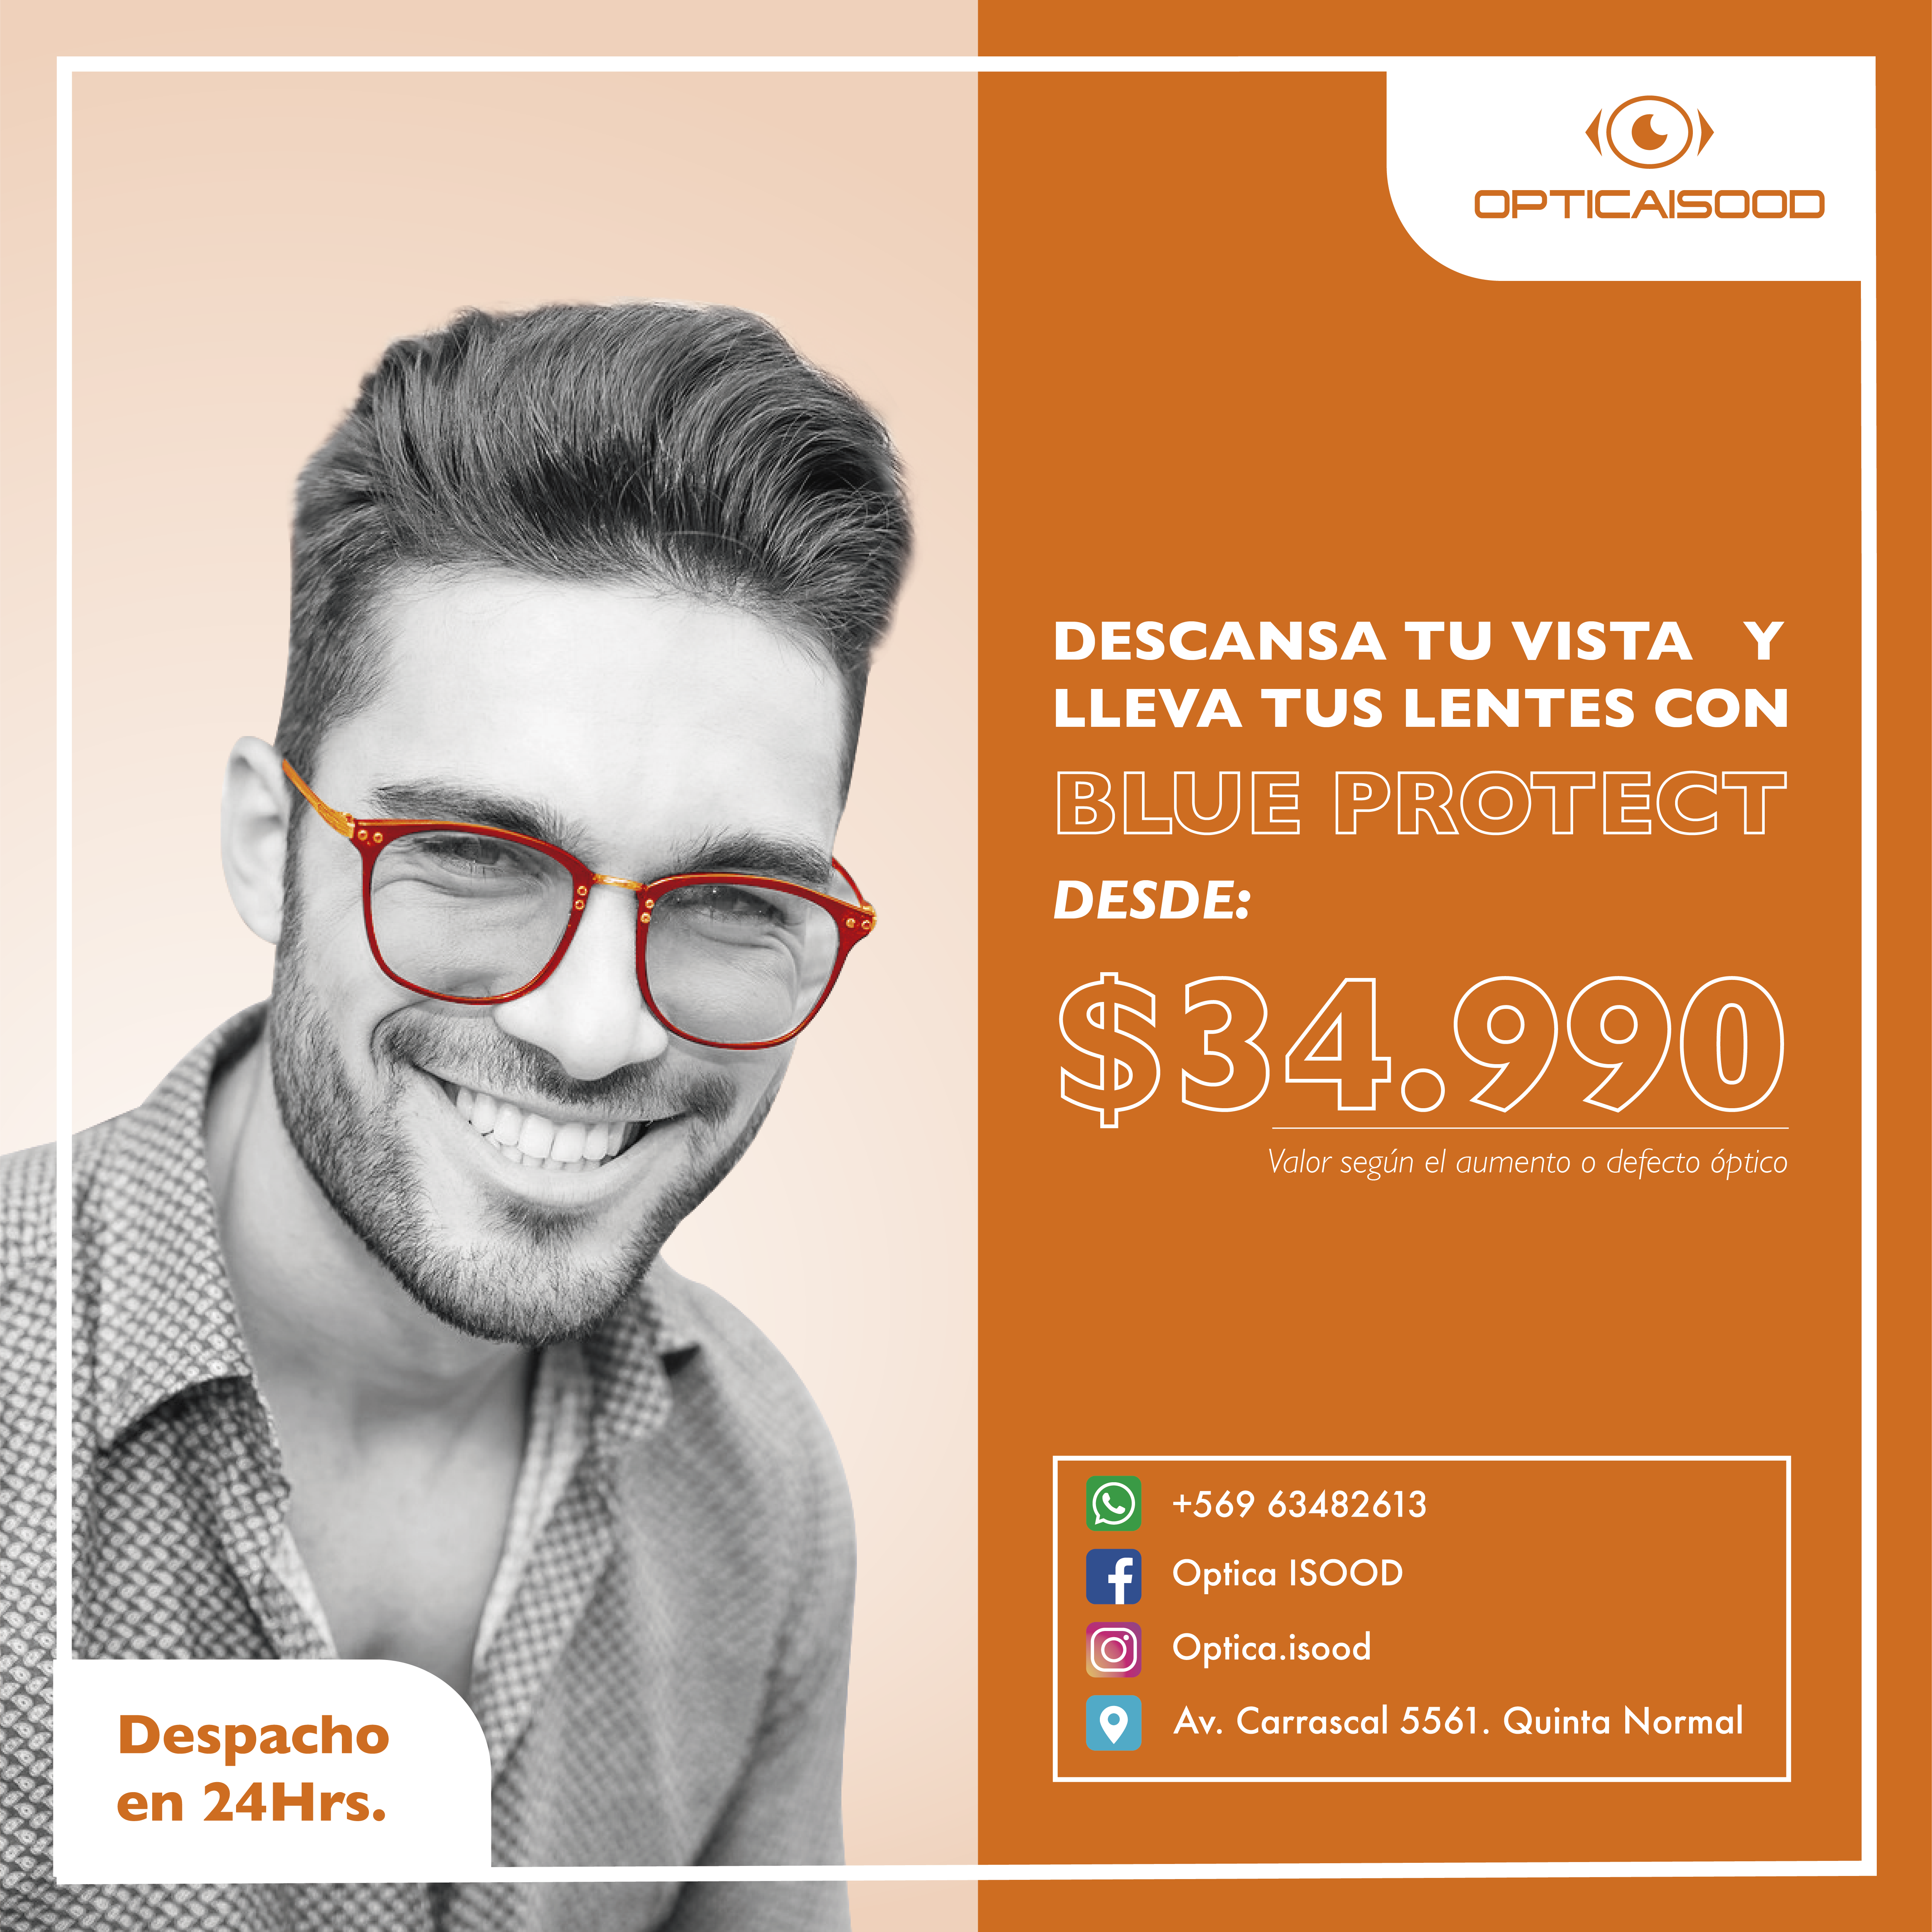 OPTICAISOOD
DESCANSA TU VISTA Y
LLEVA TUS LENTES CON
BLUE PROTECT
DESDE:
$34.990
Valor según el aumento o defecto óptico
+569 63482613
Optica ISOOD
Optica.isood
Av. Carrascal 5561. Quinta Normal
Despacho
en 24Hrs.